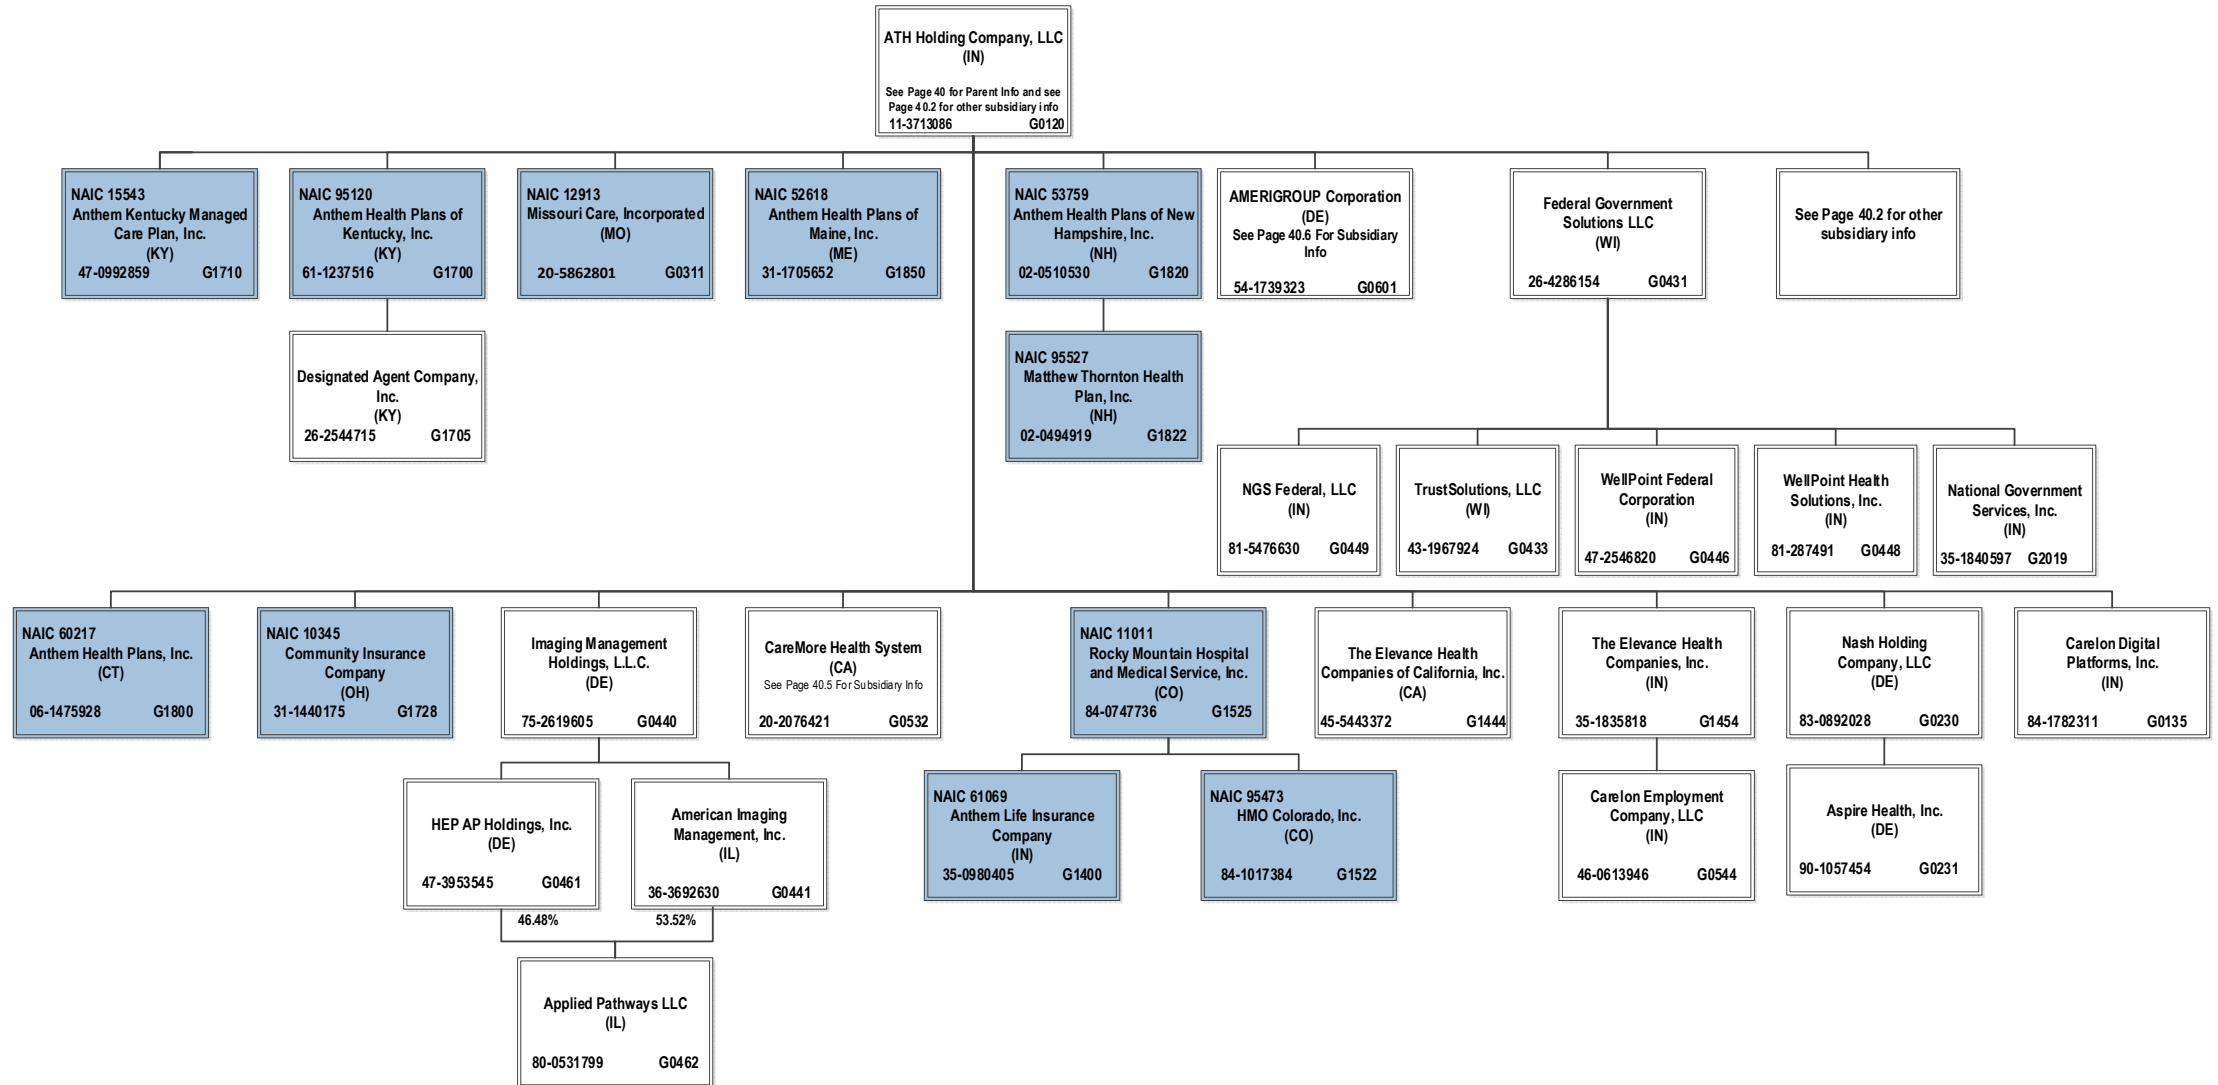 ATH Holding Company, LLC
(IN)
See Page 40 for Parent Info and see
Page 40.2 for other subsidiary info
11-3713086 G0120
NAIC 15543
Anthem Kentucky Managed
Care Plan, Inc.
(KY)
47-0992859 G1710
NAIC 95120
Anthem Health Plans of
Kentucky, Inc.
(KY)
61-1237516 G1700
NAIC 12913
Missouri Care, Incorporated
(MO)
20-5862801 G0311
NAIC 52618
Anthem Health Plans of
Maine, Inc.
(ME)
31-1705652 G1850
NAIC 53759
Anthem Health Plans of New
Hampshire, Inc.
(NH)
02-0510530 G1820
AMERIGROUP Corporation
(DE)
See Page 40.6 For Subsidiary
Info
54-1739323 G0601
Federal Government
Solutions LLC
(WI)
26-4286154 G0431
See Page 40.2 for other
subsidiary info
Designated Agent Company,
Inc.
(KY)
26-2544715 G1705
NAIC 95527
Matthew Thornton Health
Plan, Inc.
(NH)
02-0494919 G1822
NGS Federal, LLC
(IN)
81-5476630 G0449
TrustSolutions, LLC
(WI)
43-1967924 G0433
WellPoint Federal
Corporation
(IN)
47-2546820 G0446
WellPoint Health
Solutions, Inc.
(IN)
81-287491 G0448
National Government
Services, Inc.
(IN)
35-1840597 G2019
NAIC 60217
Anthem Health Plans, Inc.
(CT)
06-1475928 G1800
NAIC 10345
Community Insurance
Company
(OH)
31-1440175 G1728
Imaging Management
Holdings, L.L.C.
(DE)
75-2619605 G0440
CareMore Health System
(CA)
See Page 40.5 For Subsidiary Info
20-2076421 G0532
NAIC 11011
Rocky Mountain Hospital
and Medical Service, Inc.
(CO)
84-0747736 G1525
The Elevance Health
Companies of California, Inc.
(CA)
45-5443372 G1444
The Elevance Health
Companies, Inc.
(IN)
35-1835818 G1454
Nash Holding
Company, LLC
(DE)
83-0892028 G0230
Carelon Digital
Platforms, Inc.
(IN)
84-1782311 G0135
HEP AP Holdings, Inc.
(DE)
47-3953545 G0461
American Imaging
Management, Inc.
(IL)
36-3692630 G0441
NAIC 61069
Anthem Life Insurance
Company
(IN)
35-0980405 G1400
NAIC 95473
HMO Colorado, Inc.
(CO)
84-1017384 G1522
Carelon Employment
Company, LLC
(IN)
46-0613946 G0544
Aspire Health, Inc.
(DE)
90-1057454 G0231
46.48% 53.52%
Applied Pathways LLC
(IL)
80-0531799 G0462